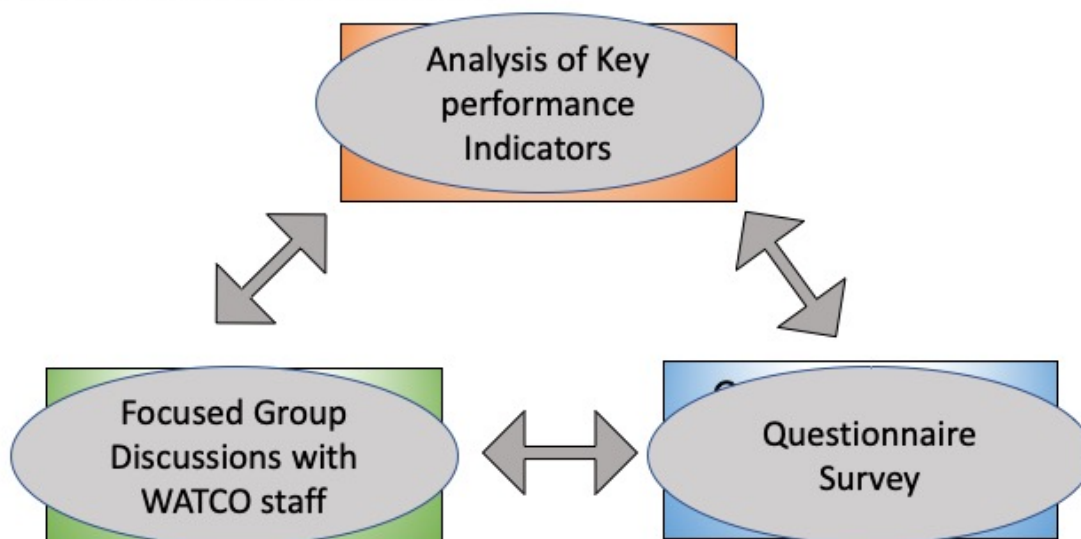 Analysis of Key
performance
Indicators
Focused Group
Discussions with
WATCO staff
Questionnaire
Survey